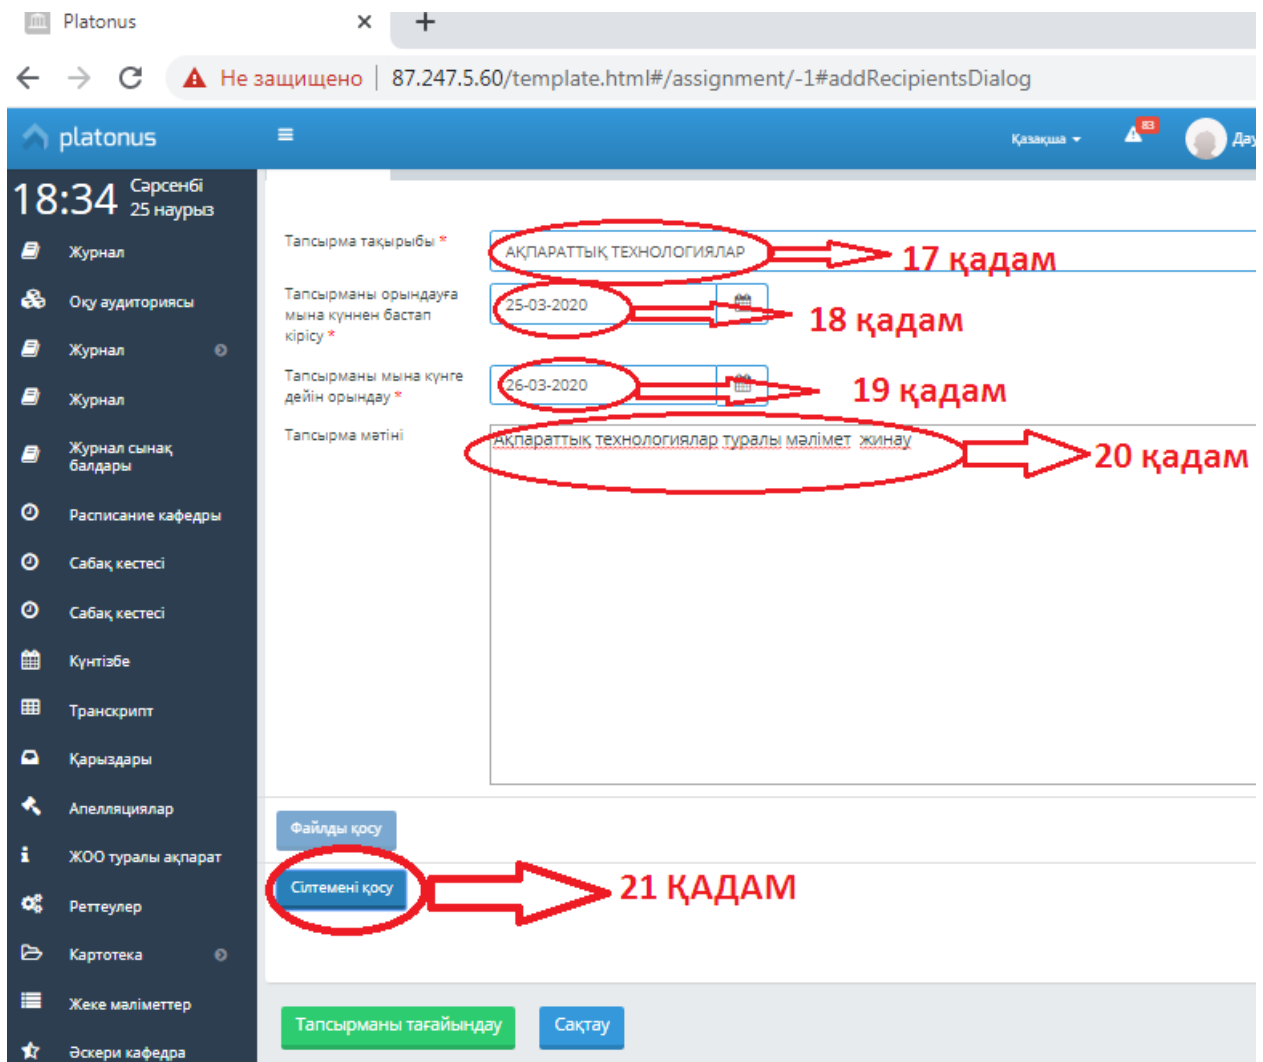 Platonus
Не защищено | 87.247.5.60/template.html#/assignment/-1#addRecipientsDialog
platonus
Қазақша
83
Дау
18:34 Сәрсенбі
25 наурыз
Журнал
Оқу аудиториясы
Журнал
Журнал
Журнал сынақ
балдары
Расписание кафедры
Сабақ кестесі
Сабақ кестесі
Күнтізбе
Транскрипт
Қарыздары
Апелляциялар
ЖОО туралы ақпарат
Реттеулер
Картотека
Жеке мәліметтер
Әскери кафедра
Тапсырма тақырыбы *
АҚПАРАТТЫҚ ТЕХНОЛОГИЯЛАР
17 қадам
Тапсырманы орындауға
мына күннен бастап
кірісу *
25-03-2020
18 қадам
Тапсырманы мына күнге
дейін орындау *
26-03-2020
19 қадам
Тапсырма мәтіні
Ақпараттық технологиялар туралы мәлімет жинау
20 қадам
Файлды қосу
Сілтемені қосу
21 ҚАДАМ
Тапсырманы тағайындау
Сақтау